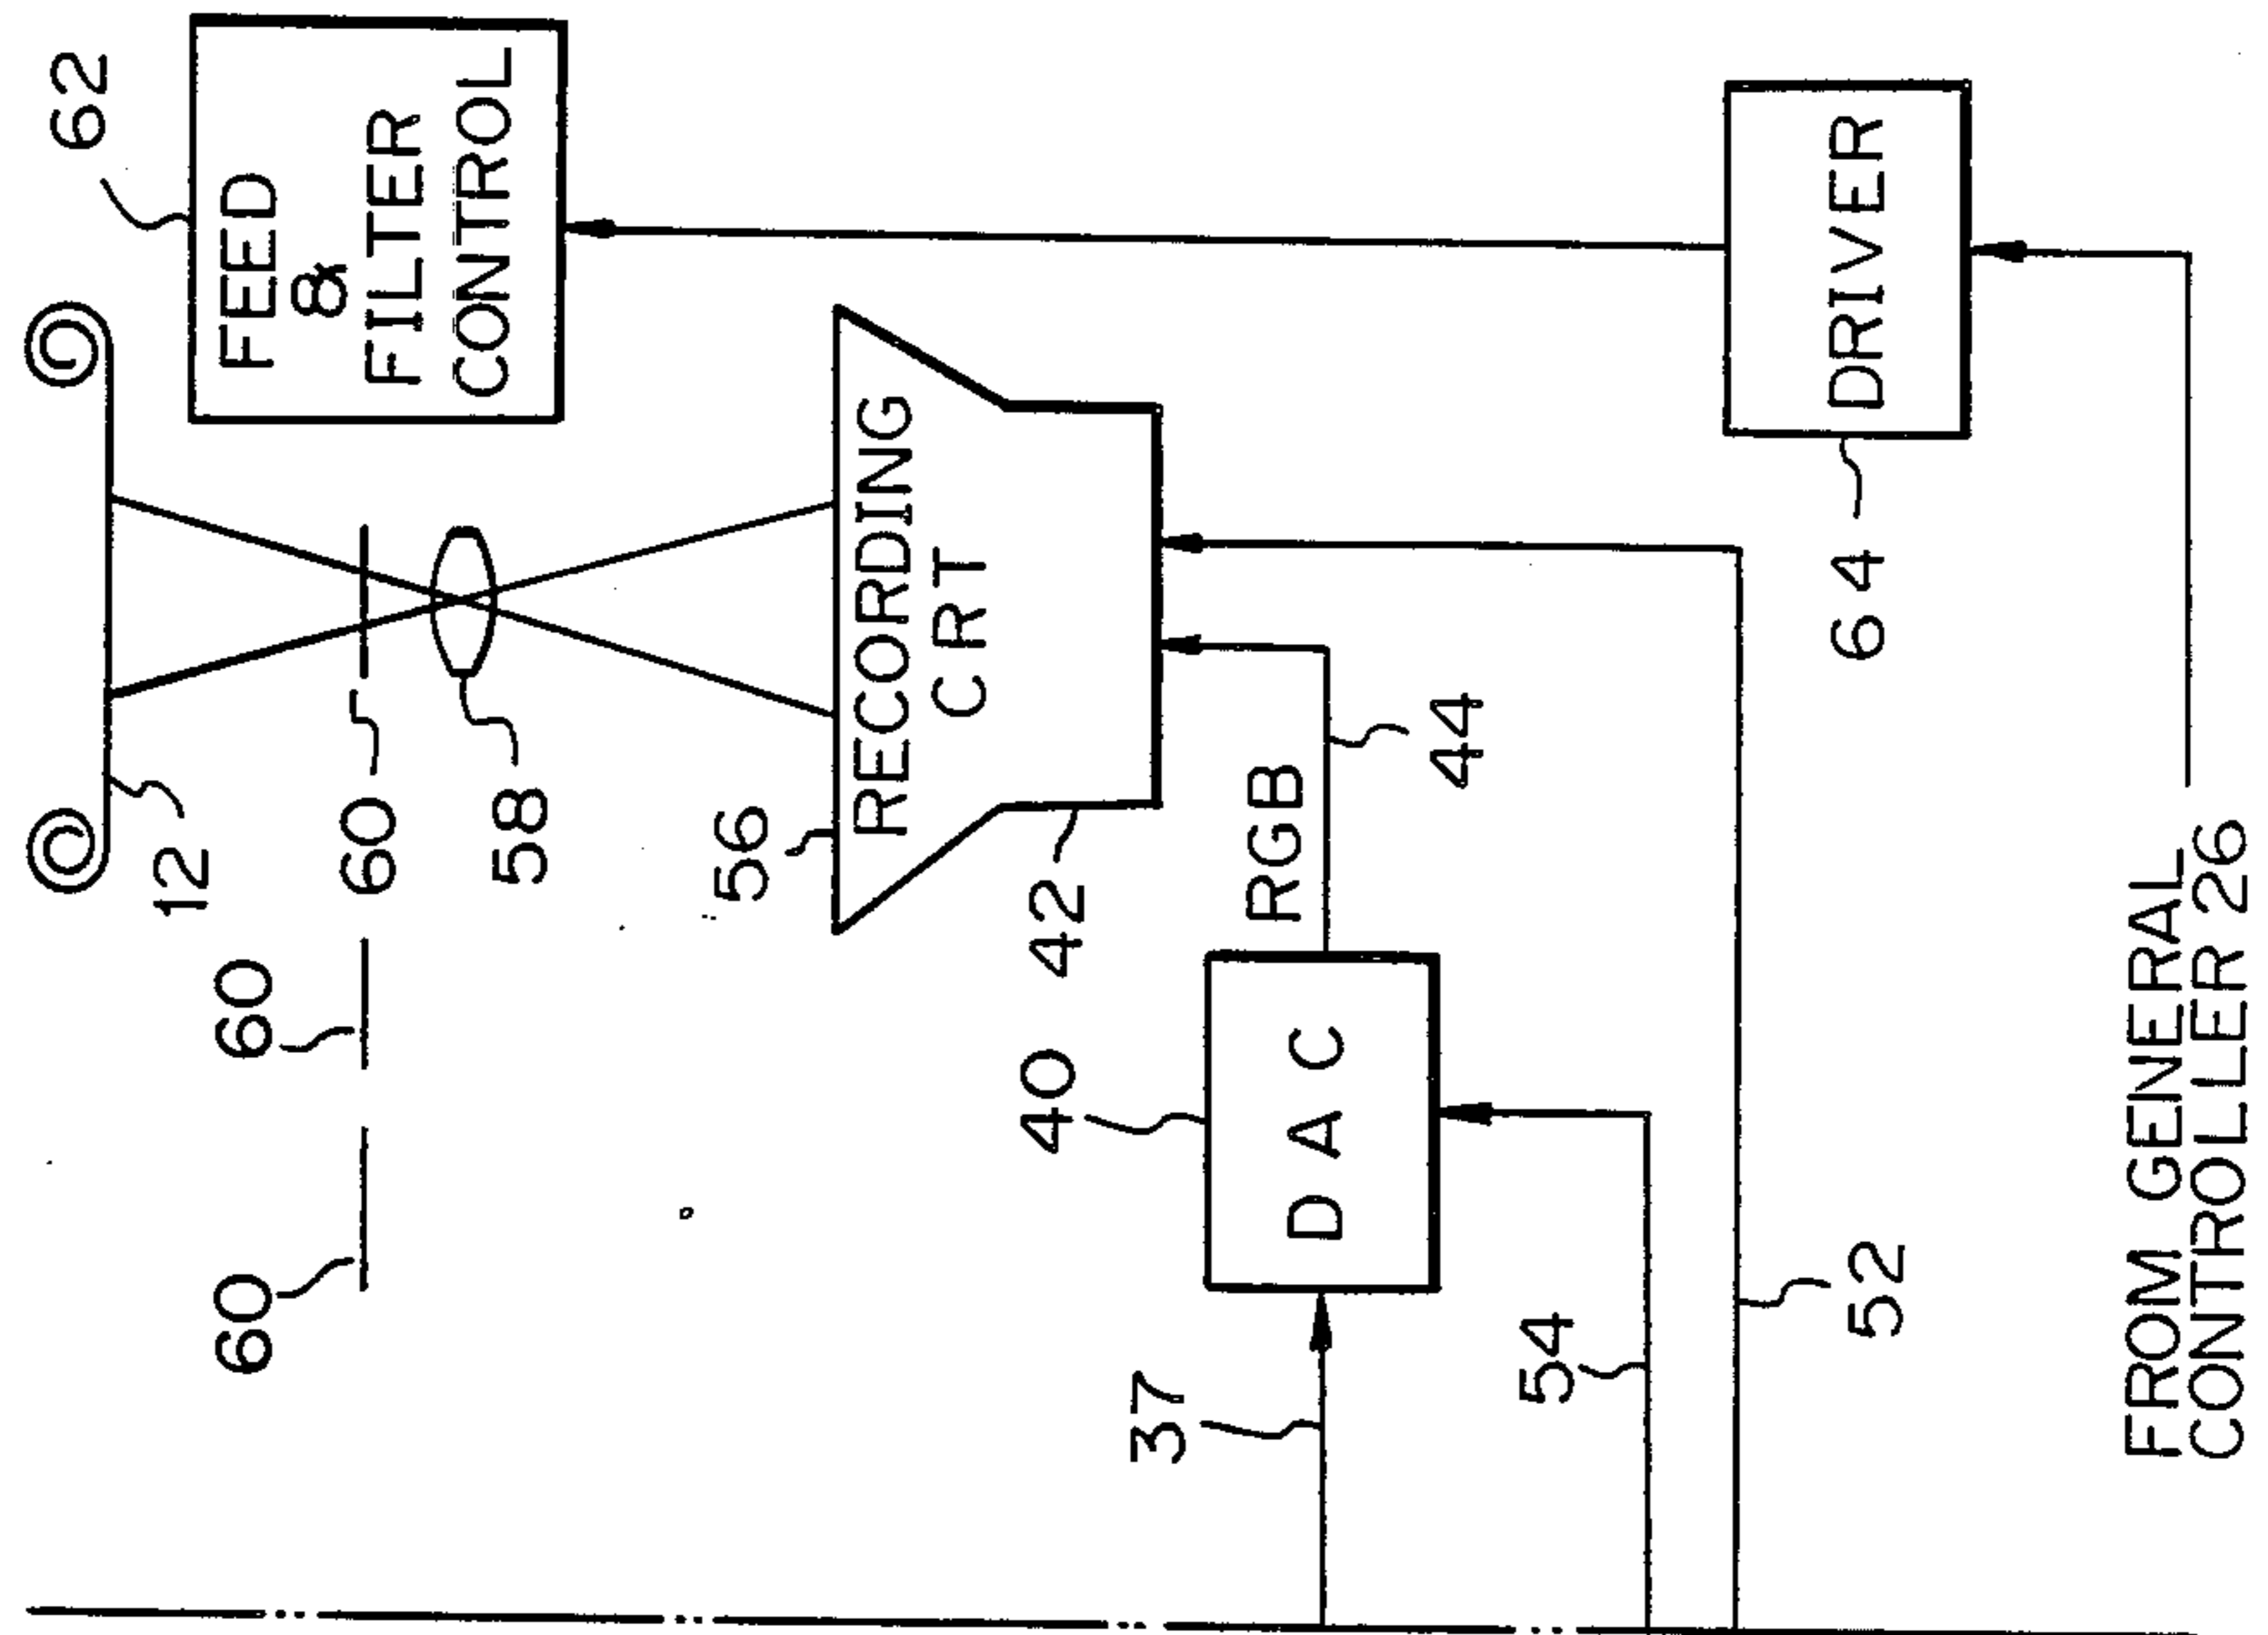 62
FEED
&
FILTER
CONTROL
12
60
60
60
58
56
RECORDING
CRT
42
RGB
44
40
DAC
37
54
52
DRIVER
64
FROM GENERAL
CONTROLLER 26